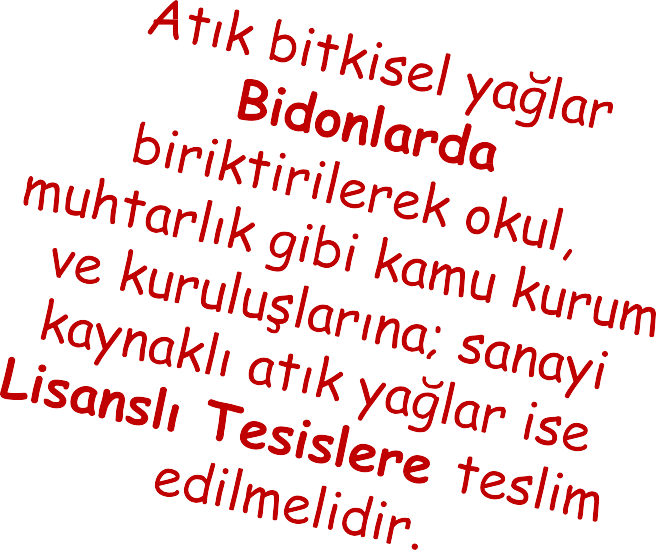 Atık bitkisel yağlar
Bidonlarda
biriktirilerek okul,
muhtarlık gibi kamu kurum
ve kuruluşlarına; sanayi
kaynaklı atık yağlar ise
Lisanslı Tesislere teslim
edilmelidir.